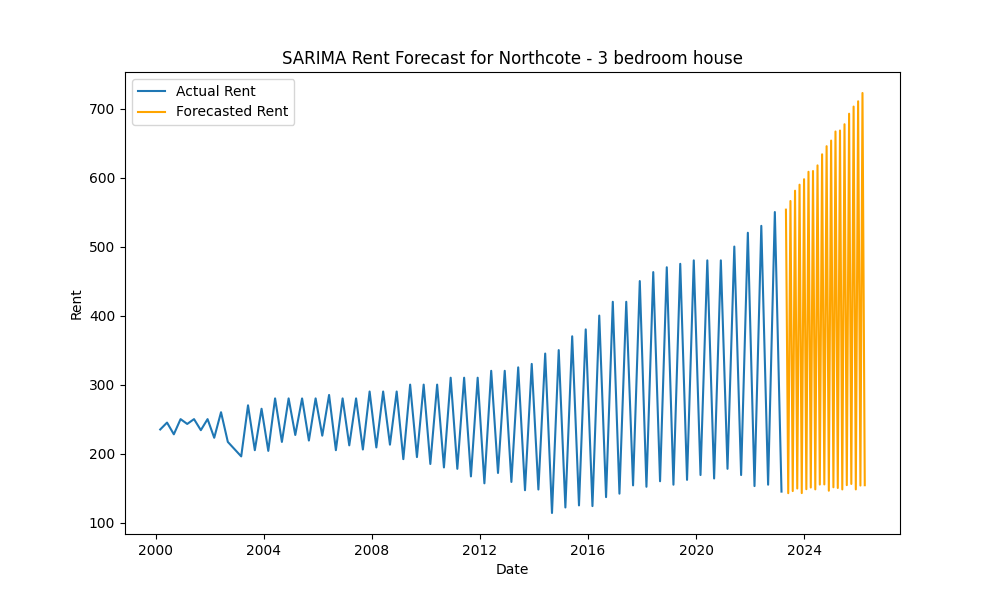 SARIMA Rent Forecast for Northcote - 3 bedroom house
Actual Rent
Forecasted Rent
700
600
500
400
300
200
100
Rent
2000 2004 2008 2012 2016 2020 2024
Date